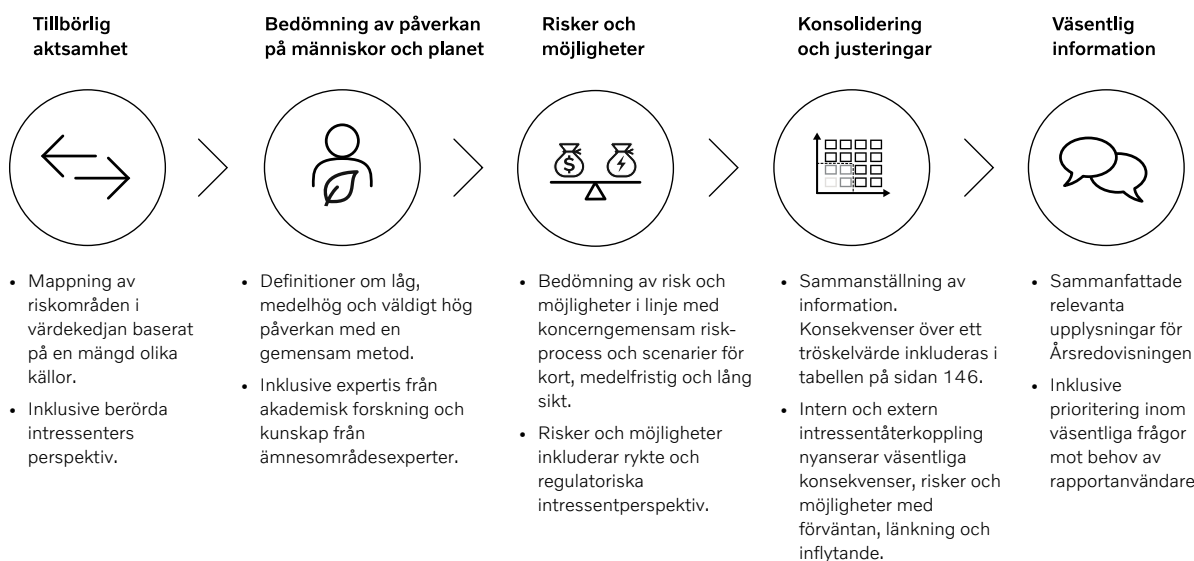 Tillbörlig
aktsamhet
Bedömning av påverkan
på människor och planet
Risker och
möjligheter
Konsolidering
och justeringar
Väsentlig
information
$
• Mappning av
riskområden i
värdekedjan baserat
på en mängd olika
källor.
• Inklusive berörda
intressenters
perspektiv.
• Definitioner om låg,
medelhög och väldigt hög
påverkan med en
gemensam metod.
• Inklusive expertis från
akademisk forskning och
kunskap från
ämnesområdesexperter.
• Bedömning av risk och
möjligheter i linje med
koncerngemensam risk-
process och scenarier för
kort, medelfristig och lång
sikt.
• Risker och möjligheter
inkluderar rykte och
regulatoriska
intressentperspektiv.
• Sammanställning av
information.
Konsekvenser över ett
tröskelvärde inkluderas i
tabellen på sidan 146.
• Intern och extern
intressentåterkoppling
nyanserar väsentliga
konsekvenser, risker och
möjligheter med
förväntan, länkning och
inflytande.
• Sammanfattade
relevanta
upplysningar för
Årsredovisningen
• Inklusive
prioritering inom
väsentliga frågor
mot behov av
rapportanvändare